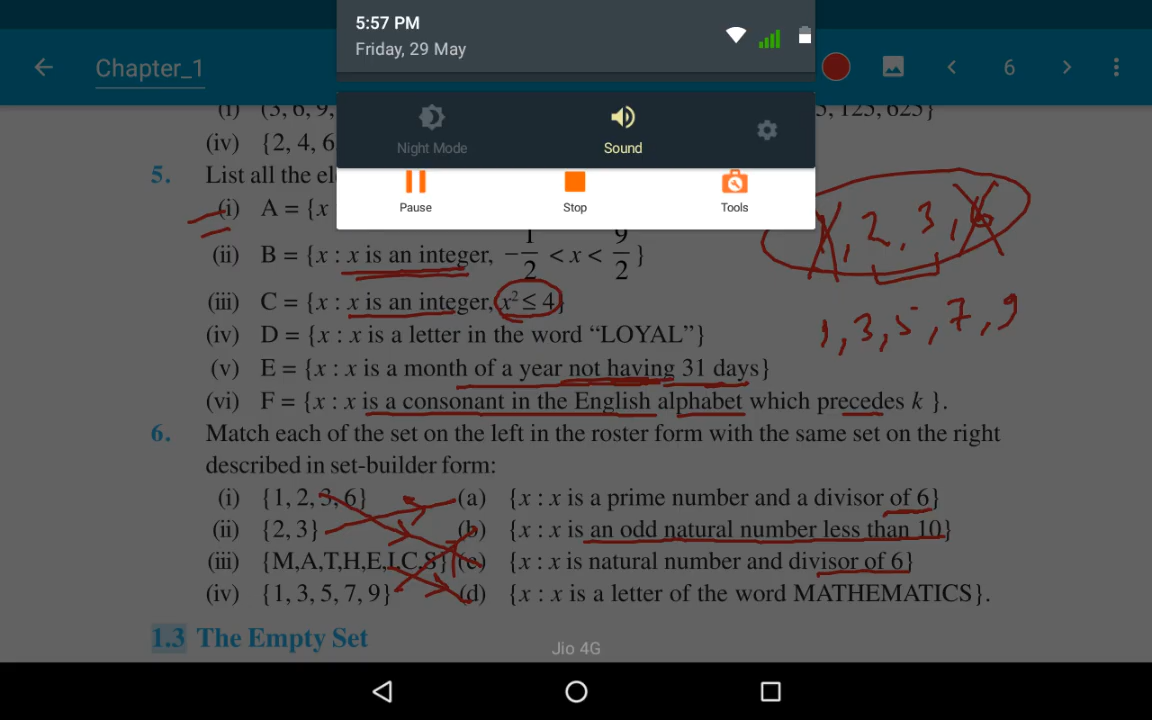 5:57 PM
Friday, 29 May
Chapter_1
6
Night Mode
Sound
Pause
Stop
Tools
(i) {3, 6, 9, 5, 125, 625}
(iv) {2, 4, 6
5. List all the el
(i) A = {x
(ii) B = {x : x is an integer, −1/2 < x < 9/2 }
(iii) C = {x : x is an integer, x² ≤ 4}
(iv) D = {x : x is a letter in the word “LOYAL”}
(v) E = {x : x is a month of a year not having 31 days}
(vi) F = {x : x is a consonant in the English alphabet which precedes k }.
1, 2, 3, 6
1, 3, 5, 7, 9
6. Match each of the set on the left in the roster form with the same set on the right
described in set-builder form:
(i) {1, 2, 3, 6} (a) {x : x is a prime number and a divisor of 6}
(ii) {2, 3} (b) {x : x is an odd natural number less than 10}
(iii) {M,A,T,H,E,I,C,S} (c) {x : x is natural number and divisor of 6}
(iv) {1, 3, 5, 7, 9} (d) {x : x is a letter of the word MATHEMATICS}.
1.3 The Empty Set
Jio 4G